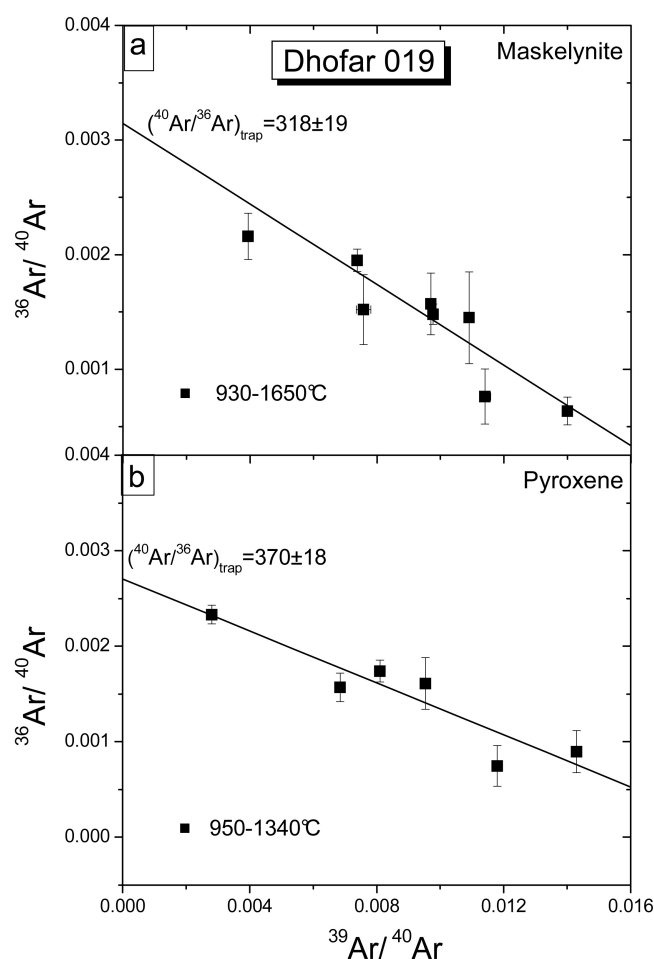 a
Dhofar 019
Maskelynite
(⁴⁰Ar/³⁶Ar)trap=318±19
930-1650°C
0.004
0.003
0.002
0.001
³⁶Ar/ ⁴⁰Ar
b
Pyroxene
(⁴⁰Ar/³⁶Ar)trap=370±18
950-1340°C
0.004
0.003
0.002
0.001
0.000
³⁶Ar/ ⁴⁰Ar
0.000 0.004 0.008 0.012 0.016
³⁹Ar/ ⁴⁰Ar